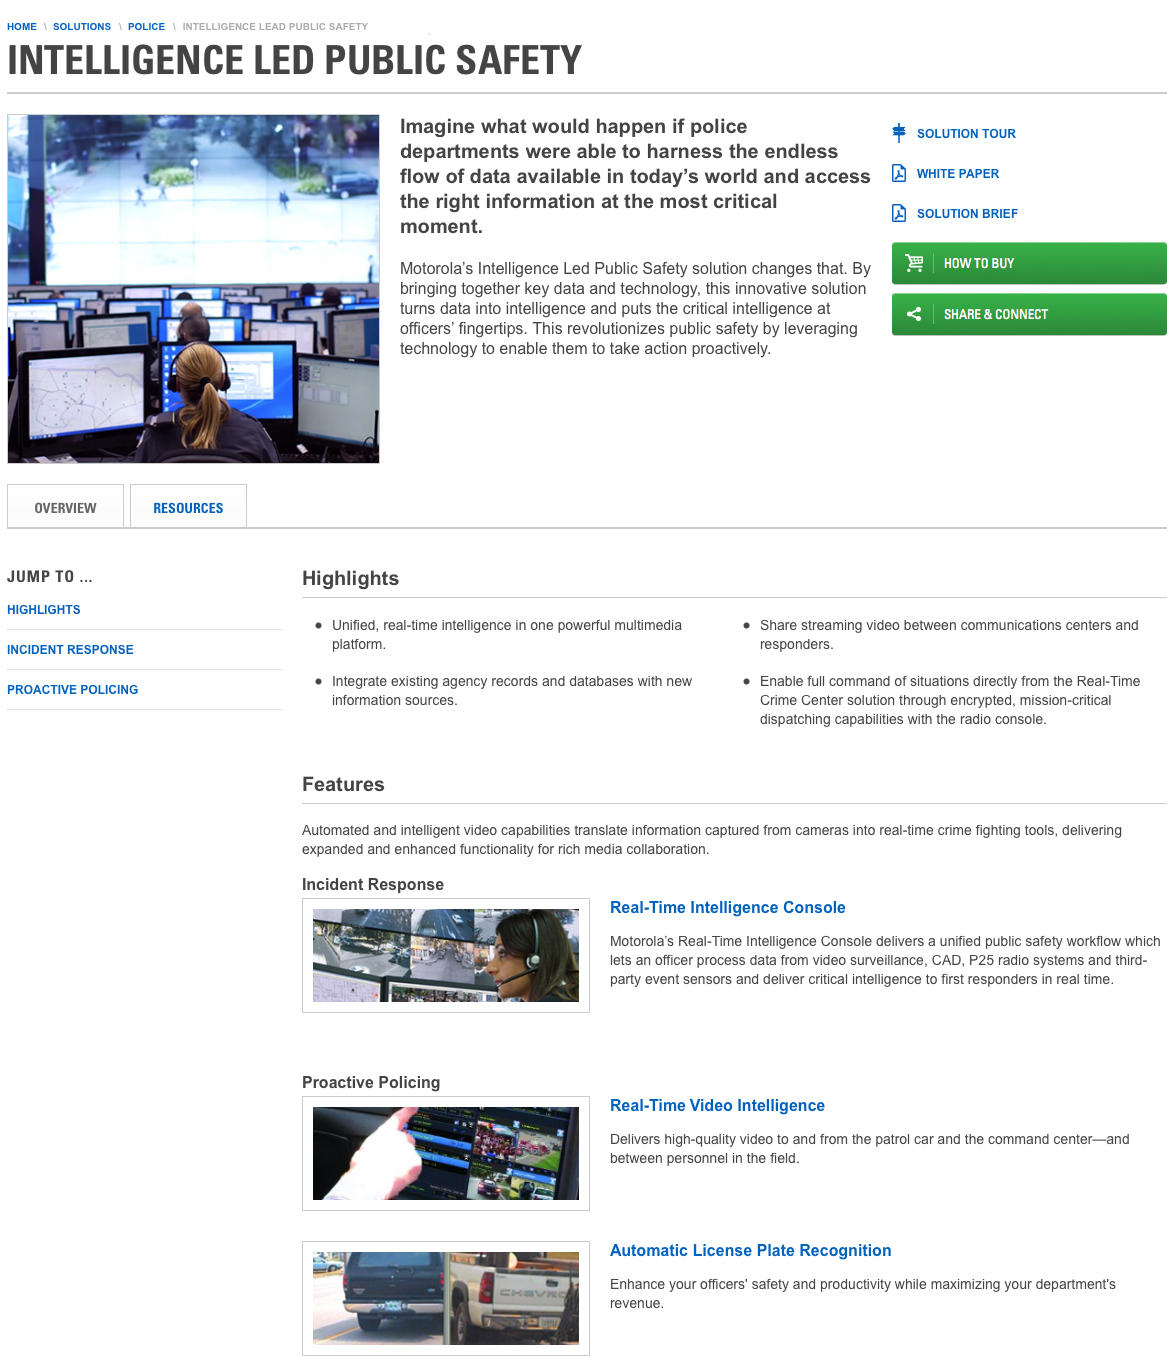 HOME \ SOLUTIONS \ POLICE \ INTELLIGENCE LEAD PUBLIC SAFETY
INTELLIGENCE LED PUBLIC SAFETY
Imagine what would happen if police
departments were able to harness the endless
flow of data available in today's world and access
the right information at the most critical
moment.
Motorola's Intelligence Led Public Safety solution changes that. By
bringing together key data and technology, this innovative solution
turns data into intelligence and puts the critical intelligence at
officers' fingertips. This revolutionizes public safety by leveraging
technology to enable them to take action proactively.
SOLUTION TOUR
WHITE PAPER
SOLUTION BRIEF
HOW TO BUY
SHARE & CONNECT
OVERVIEW
RESOURCES
JUMP TO ...
HIGHLIGHTS
INCIDENT RESPONSE
PROACTIVE POLICING
Highlights
• Unified, real-time intelligence in one powerful multimedia
platform.
• Integrate existing agency records and databases with new
information sources.
• Share streaming video between communications centers and
responders.
• Enable full command of situations directly from the Real-Time
Crime Center solution through encrypted, mission-critical
dispatching capabilities with the radio console.
Features
Automated and intelligent video capabilities translate information captured from cameras into real-time crime fighting tools, delivering
expanded and enhanced functionality for rich media collaboration.
Incident Response
Real-Time Intelligence Console
Motorola's Real-Time Intelligence Console delivers a unified public safety workflow which
lets an officer process data from video surveillance, CAD, P25 radio systems and third-
party event sensors and deliver critical intelligence to first responders in real time.
Proactive Policing
Real-Time Video Intelligence
Delivers high-quality video to and from the patrol car and the command center—and
between personnel in the field.
CHEVRO
Automatic License Plate Recognition
Enhance your officers' safety and productivity while maximizing your department's
revenue.